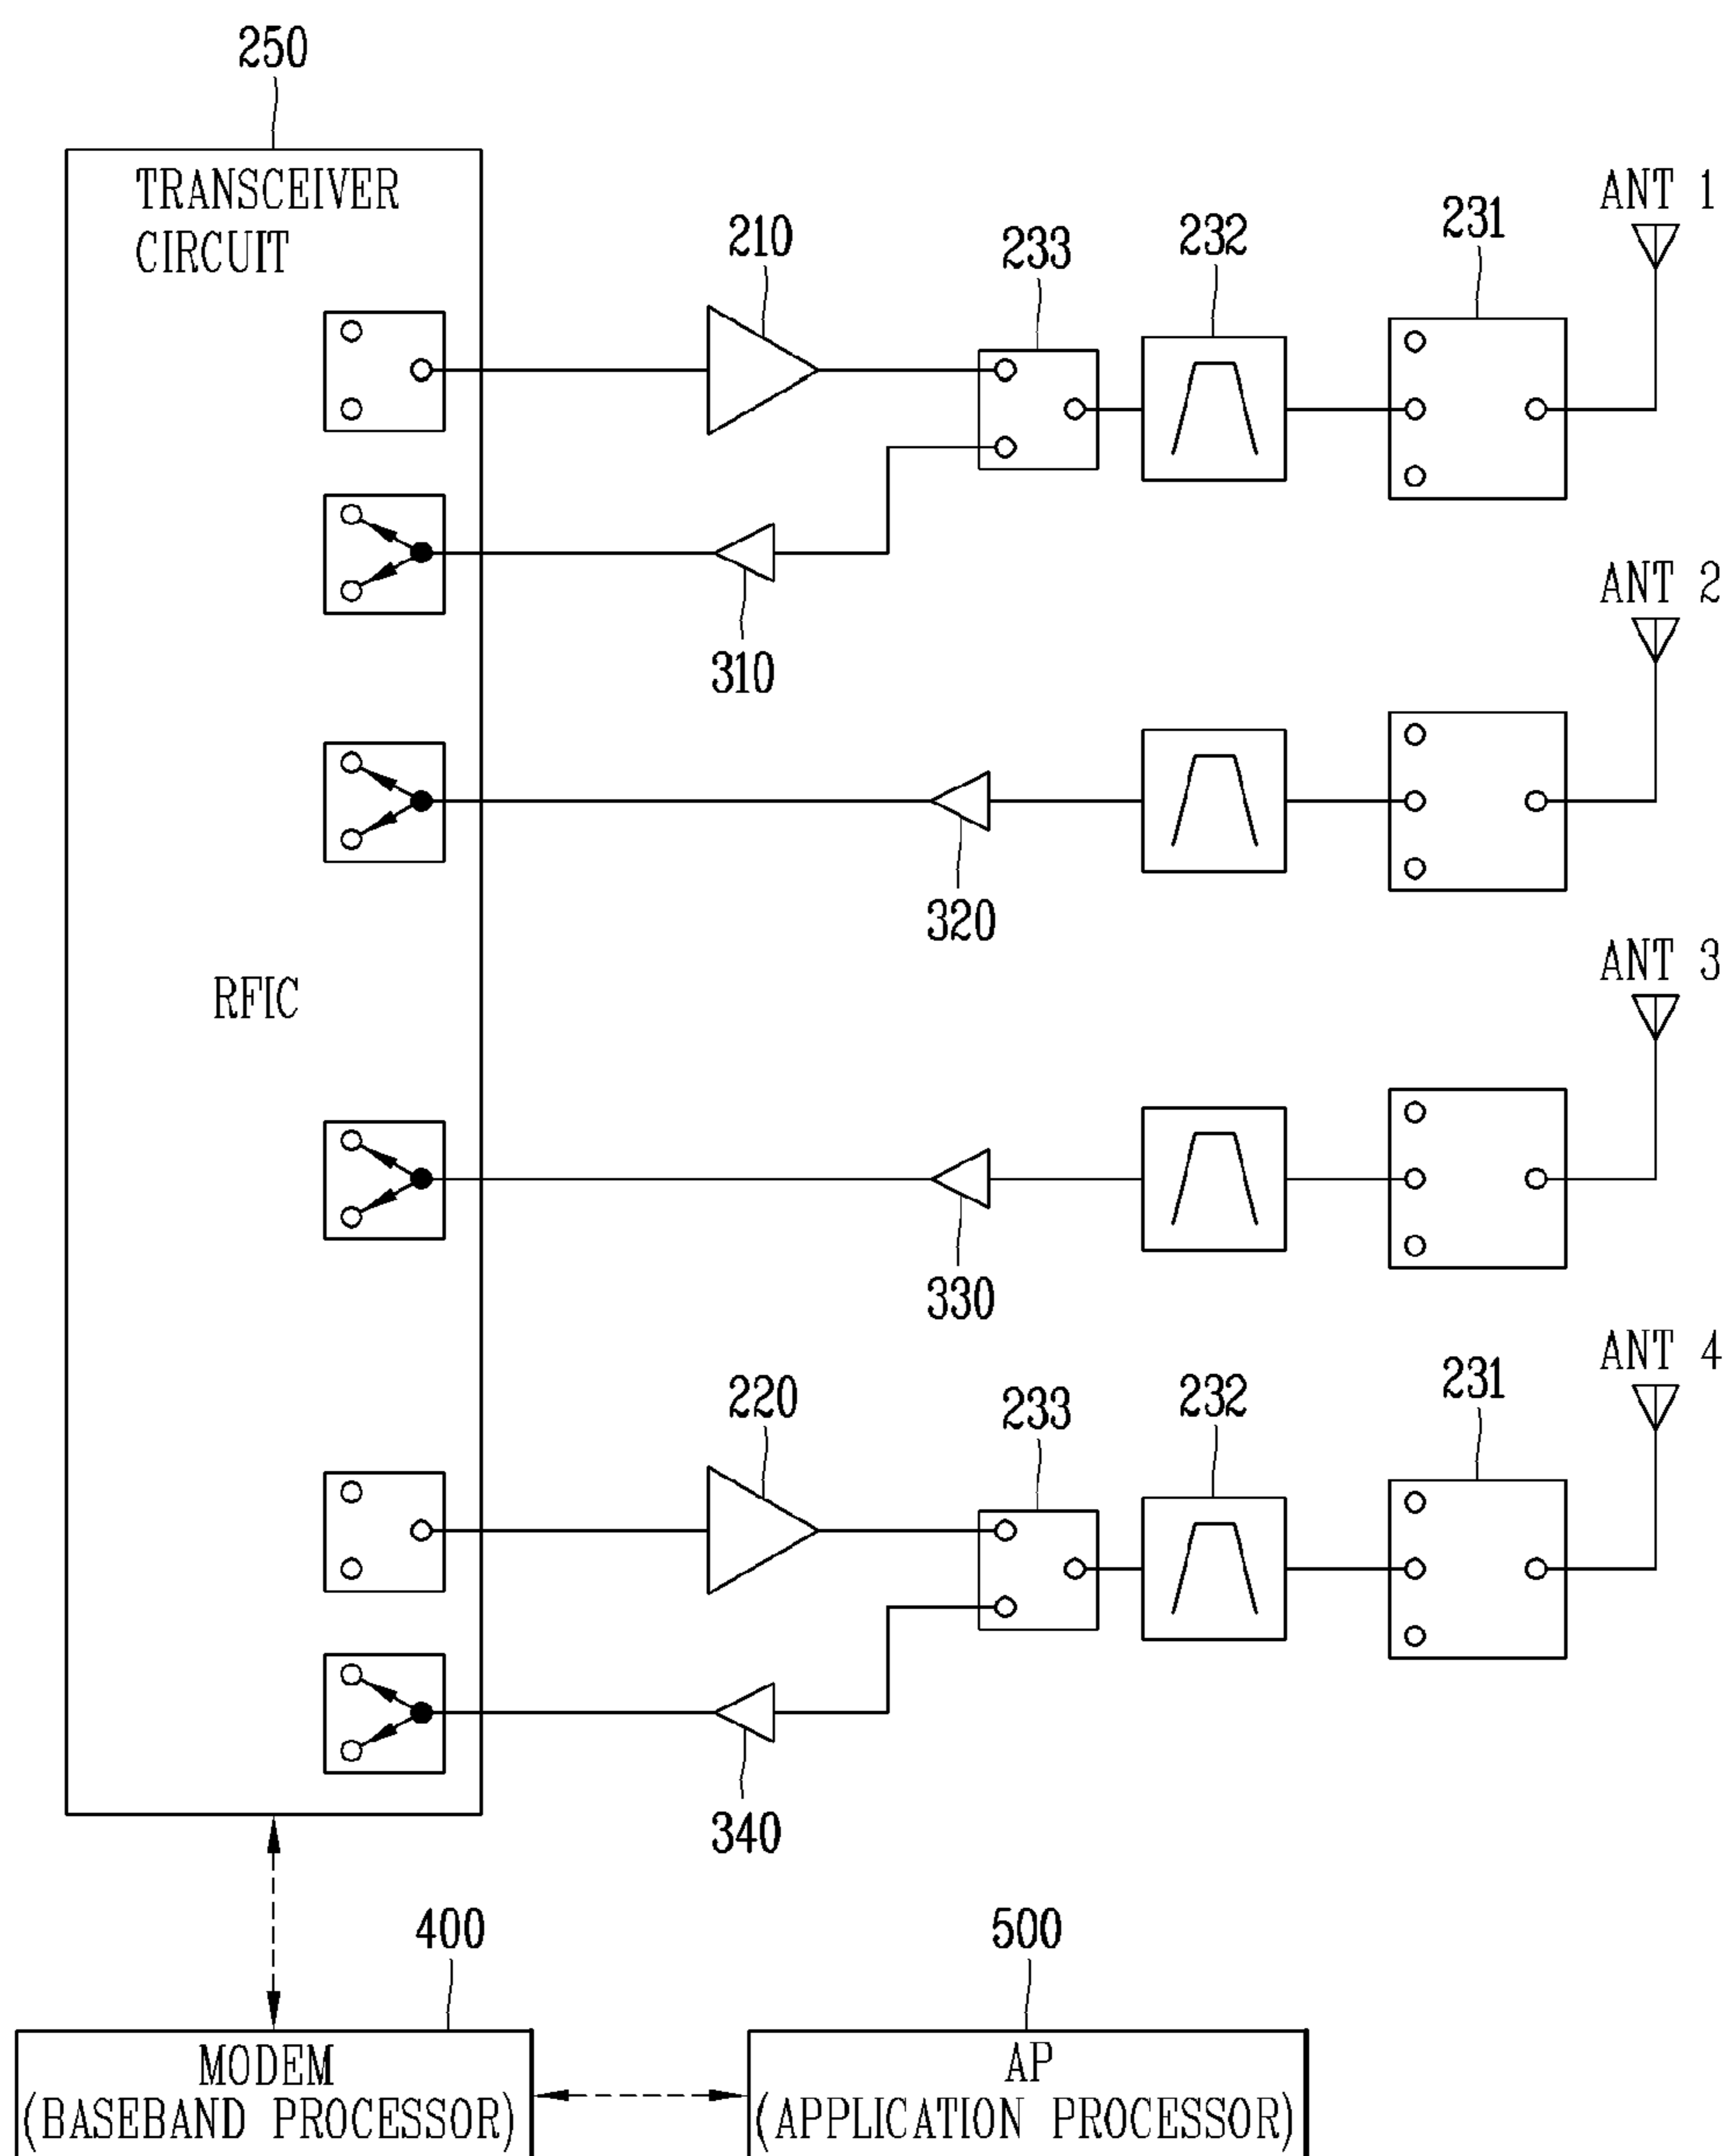 250
TRANSCEIVER
CIRCUIT
210
233
232
231
ANT 1
310
ANT 2
320
RFIC
ANT 3
330
ANT 4
220
233
232
231
340
400
500
MODEM
(BASEBAND PROCESSOR)
AP
(APPLICATION PROCESSOR)